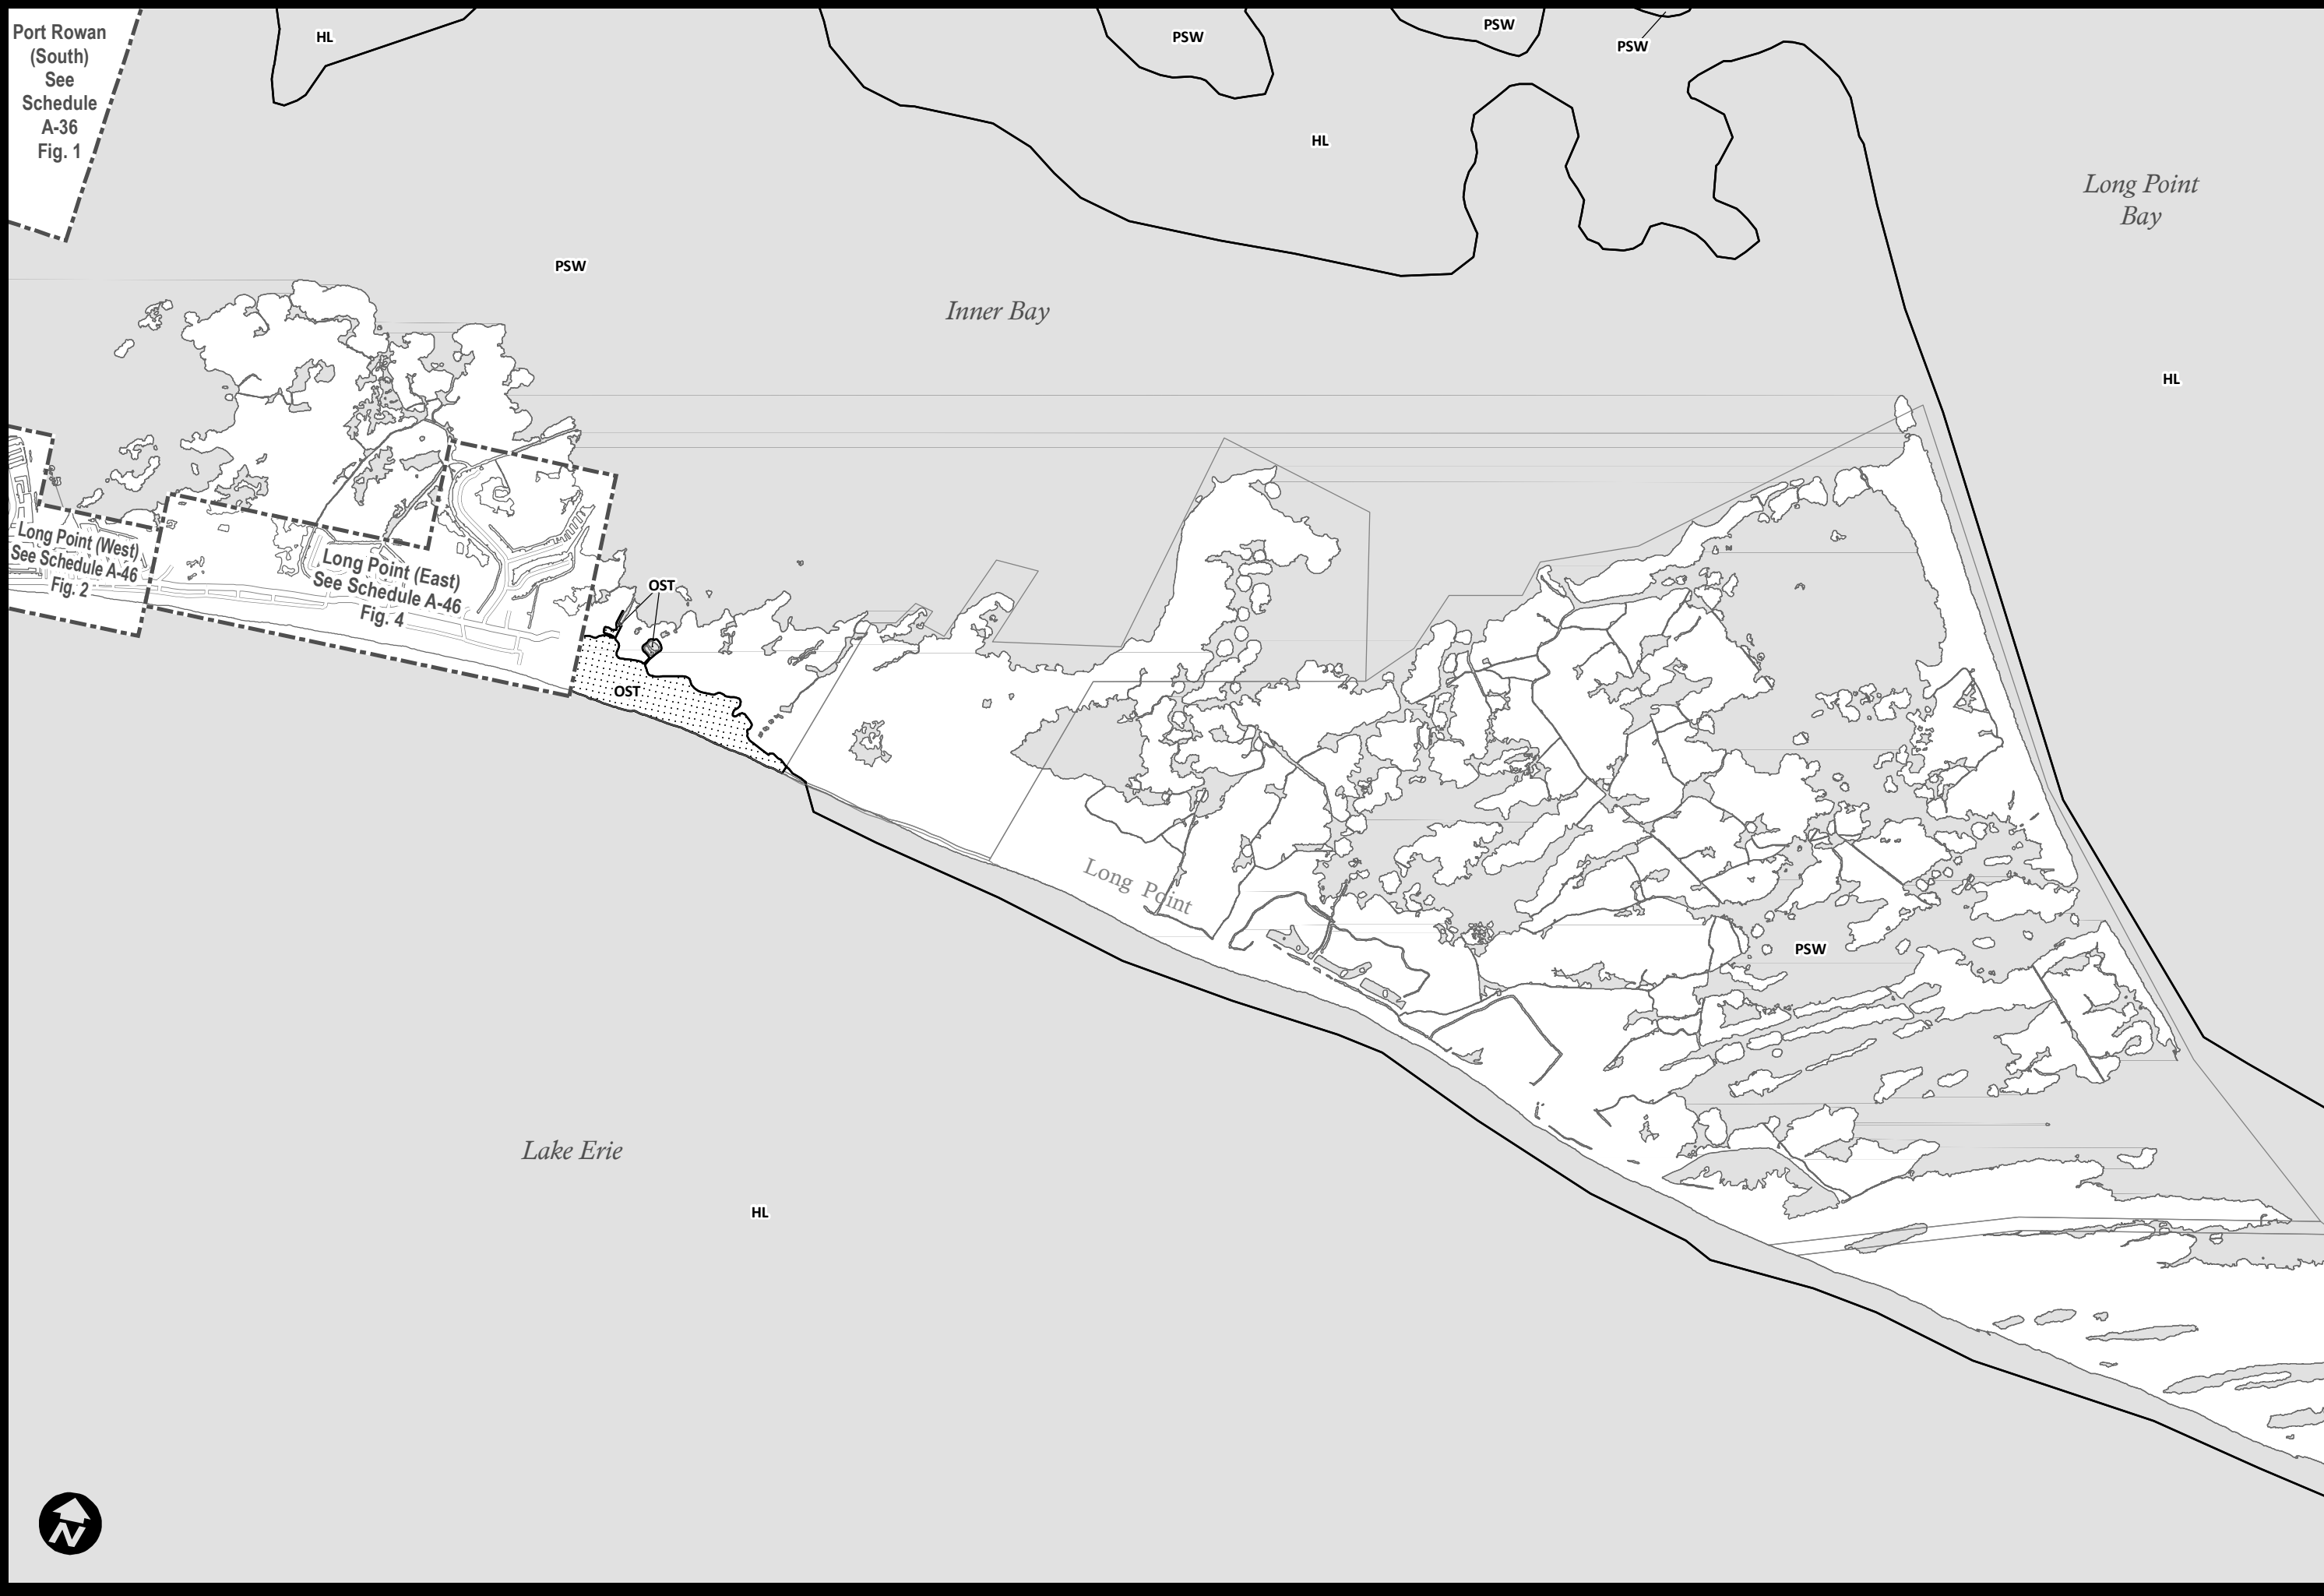 Port Rowan
(South)
See
Schedule
A-36
Fig. 1
HL
PSW
PSW
PSW
HL
Long Point
Bay
PSW
Inner Bay
HL
Long Point (West)
See Schedule A-46
Fig. 2
Long Point (East)
See Schedule A-46
Fig. 4
OST
OST
Long Point
PSW
Lake Erie
HL
N